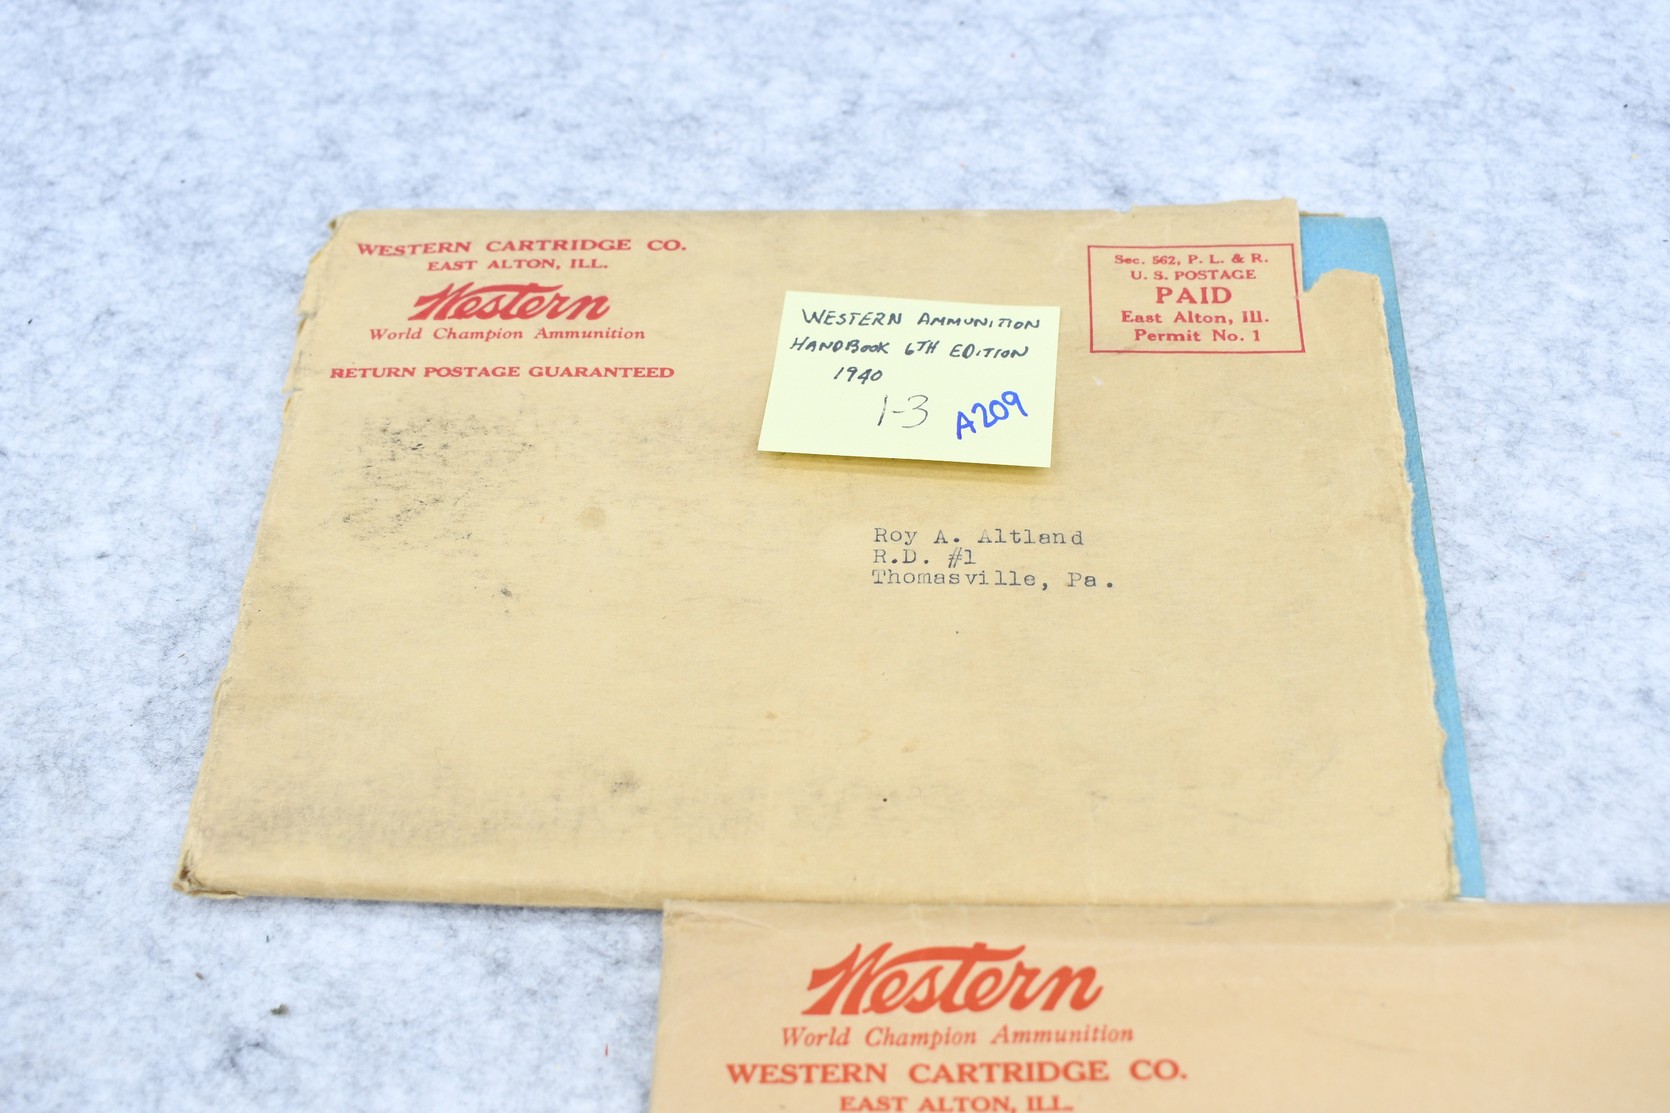 WESTERN CARTRIDGE CO.
EAST ALTON, ILL.
Western
World Champion Ammunition
RETURN POSTAGE GUARANTEED
Sec. 562, P. L. & R.
U. S. POSTAGE
PAID
East Alton, Ill.
Permit No. 1
WESTERN AMMUNITION
HANDBOOK 6TH EDITION
1940
1-3 A209
Roy A. Altland
R.D. #1
Thomasville, Pa.
Western
World Champion Ammunition
WESTERN CARTRIDGE CO.
EAST ALTON, ILL.